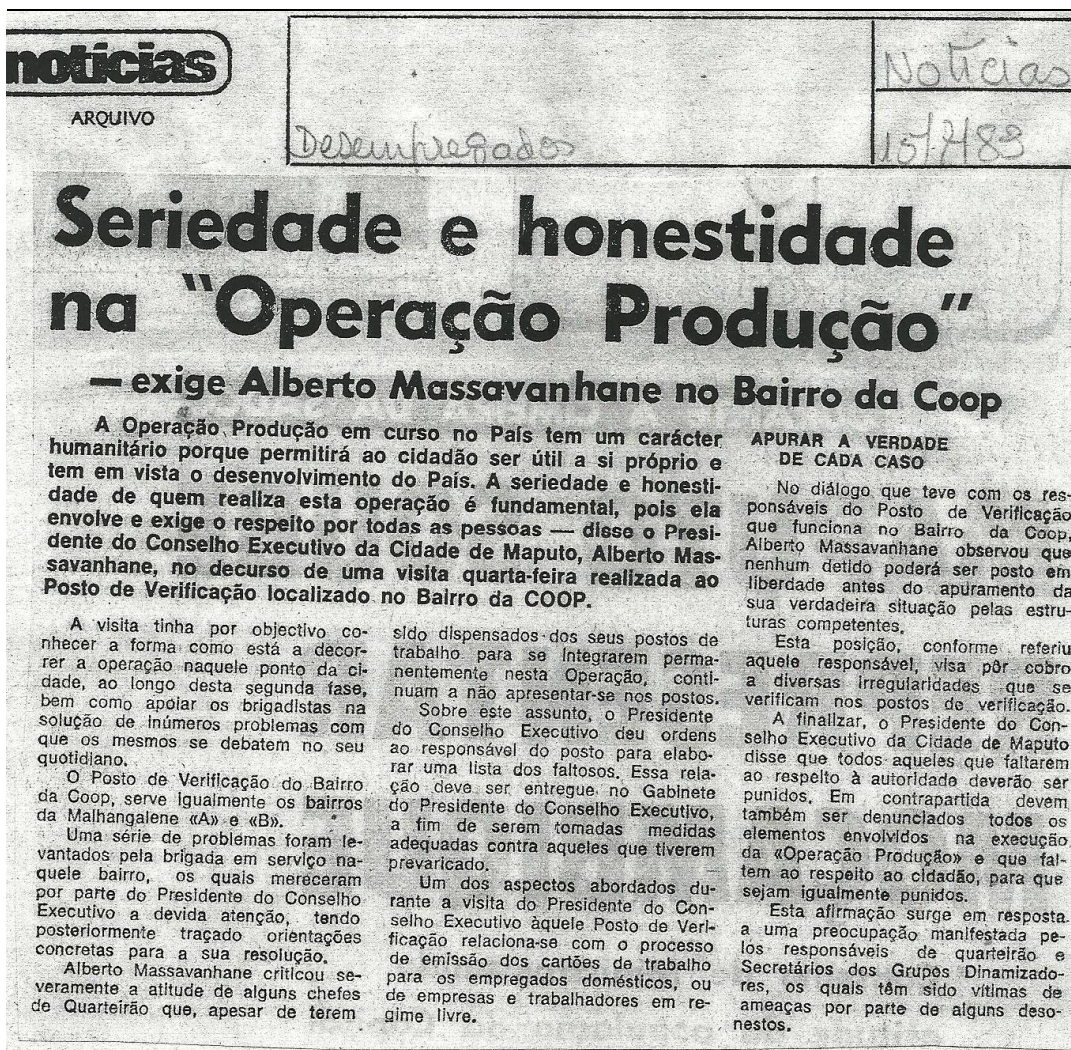 notícias
ARQUIVO
Desempregados
Notícias
15/7/83
Seriedade e honestidade
na "Operação Produção"
— exige Alberto Massavanhane no Bairro da Coop
A Operação Produção em curso no País tem um carácter
humanitário porque permitirá ao cidadão ser útil a si próprio e
tem em vista o desenvolvimento do País. A seriedade e honesti-
dade de quem realiza esta operação é fundamental, pois ela
envolve e exige o respeito por todas as pessoas — disse o Presi-
dente do Conselho Executivo da Cidade de Maputo, Alberto Mas-
savanhane, no decurso de uma visita quarta-feira realizada ao
Posto de Verificação localizado no Bairro da COOP.
A visita tinha por objectivo co-
nhecer a forma como está a decor-
rer a operação naquele ponto da ci-
dade, ao longo desta segunda fase,
bem como apoiar os brigadistas na
solução de inúmeros problemas com
que os mesmos se debatem no seu
quotidiano.
O Posto de Verificação do Bairro
da Coop, serve igualmente os bairros
da Malhangalene «A» e «B».
Uma série de problemas foram le-
vantados pela brigada em serviço na-
quele bairro, os quais mereceram
por parte do Presidente do Conselho
Executivo a devida atenção, tendo
posteriormente traçado orientações
concretas para a sua resolução.
Alberto Massavanhane criticou se-
veramente a atitude de alguns chefes
de Quarteirão que, apesar de terem
sido dispensados dos seus postos de
trabalho para se integrarem perma-
nentemente nesta Operação, conti-
nuam a não apresentar-se nos postos.
Sobre este assunto, o Presidente
do Conselho Executivo deu ordens
ao responsável do posto para elabo-
rar uma lista dos faltosos. Essa rela-
ção deve ser entregue no Gabinete
do Presidente do Conselho Executivo,
a fim de serem tomadas medidas
adequadas contra aqueles que tiverem
prevaricado.
Um dos aspectos abordados du-
rante a visita do Presidente do Con-
selho Executivo àquele Posto de Veri-
ficação relaciona-se com o processo
de emissão dos cartões de trabalho
para os empregados domésticos, ou
de empresas e trabalhadores em re-
gime livre.
APURAR A VERDADE
DE CADA CASO
No diálogo que teve com os res-
ponsáveis do Posto de Verificação
que funciona no Bairro da Coop,
Alberto Massavanhane observou que
nenhum detido poderá ser posto em
liberdade antes do apuramento da
sua verdadeira situação pelas estru-
turas competentes.
Esta posição, conforme referiu
aquele responsável, visa pôr cobro
a diversas irregularidades que se
verificam nos postos de verificação.
A finalizar, o Presidente do Con-
selho Executivo da Cidade de Maputo
disse que todos aqueles que faltarem
ao respeito à autoridade deverão ser
punidos. Em contrapartida devem
também ser denunciados todos os
elementos envolvidos na execução
da «Operação Produção» e que fal-
tem ao respeito ao cidadão, para que
sejam igualmente punidos.
Esta afirmação surge em resposta
a uma preocupação manifestada pe-
los responsáveis de quarteirão e
Secretários dos Grupos Dinamizado-
res, os quais têm sido vítimas de
ameaças por parte de alguns deso-
nestos.